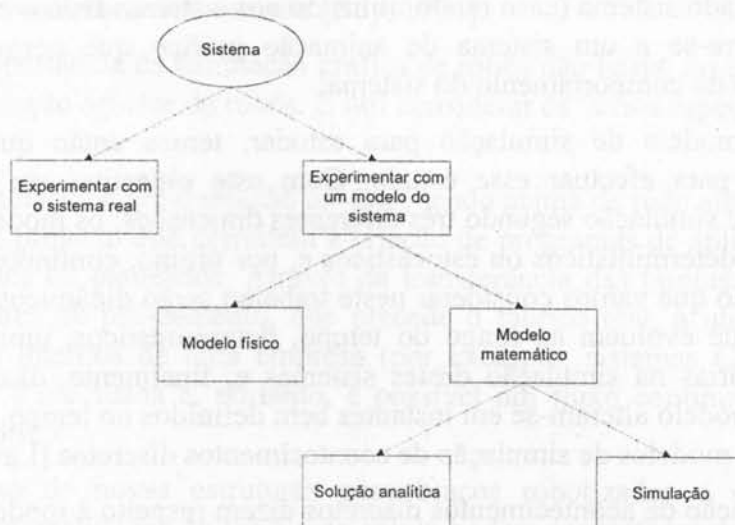 Sistema
Experimentar com
o sistema real
Experimentar com
um modelo do
sistema
Modelo físico
Modelo
matemático
Solução analítica
Simulação